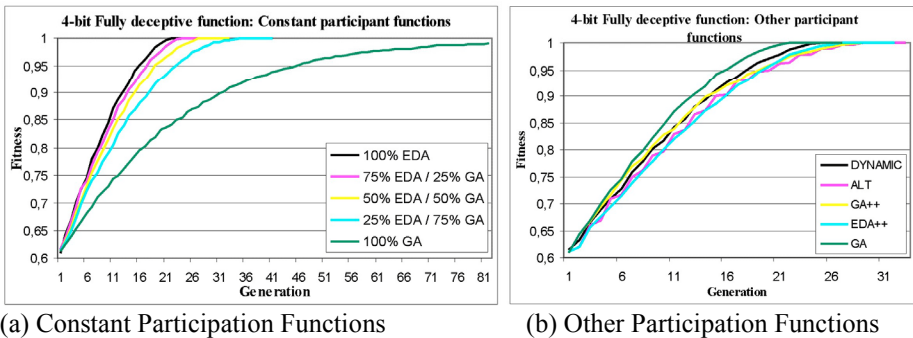 4-bit Fully deceptive function: Constant participant functions
1
0,95
0,9
0,85
0,8
0,75
0,7
0,65
0,6
Fitness
100% EDA
75% EDA / 25% GA
50% EDA / 50% GA
25% EDA / 75% GA
100% GA
1 6 11 16 21 26 31 36 41 46 51 56 61 66 71 76 81
Generation
(a) Constant Participation Functions
4-bit Fully deceptive function: Other participant
functions
1
0,95
0,9
0,85
0,8
0,75
0,7
0,65
0,6
Fitness
DYNAMIC
ALT
GA++
EDA++
GA
1 6 11 16 21 26 31
Generation
(b) Other Participation Functions